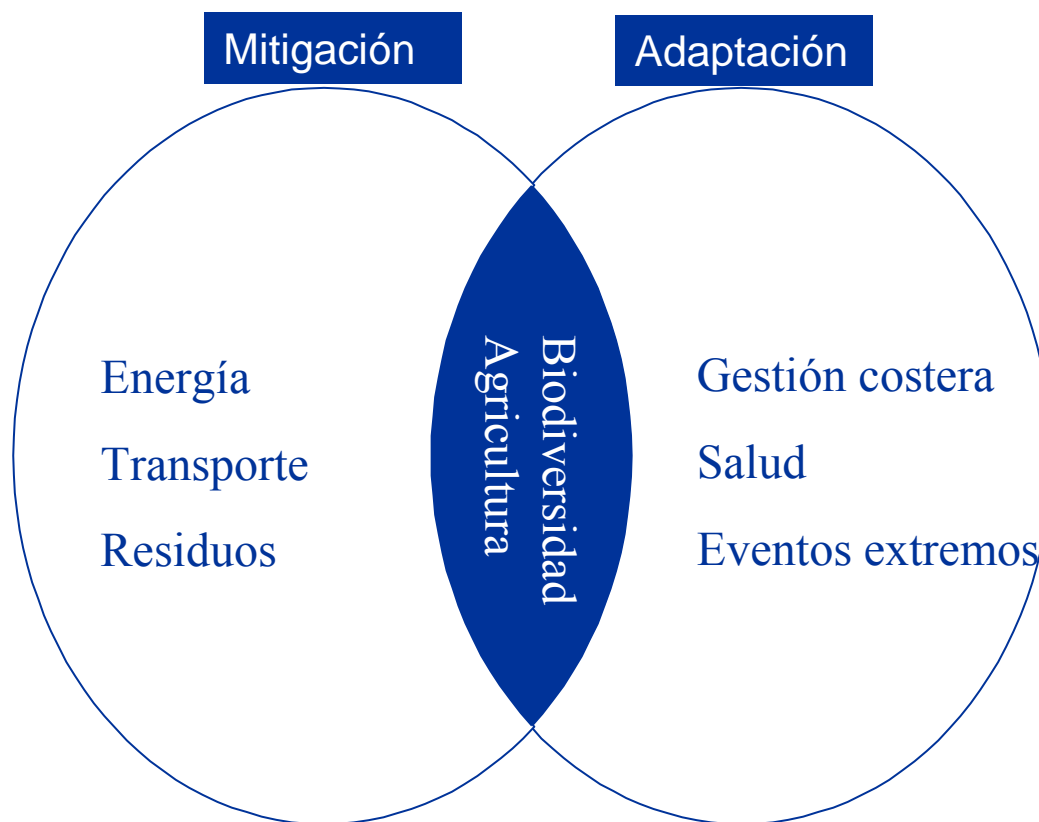 Mitigación
Adaptación
Energía
Transporte
Residuos
Biodiversidad
Agricultura
Gestión costera
Salud
Eventos extremos